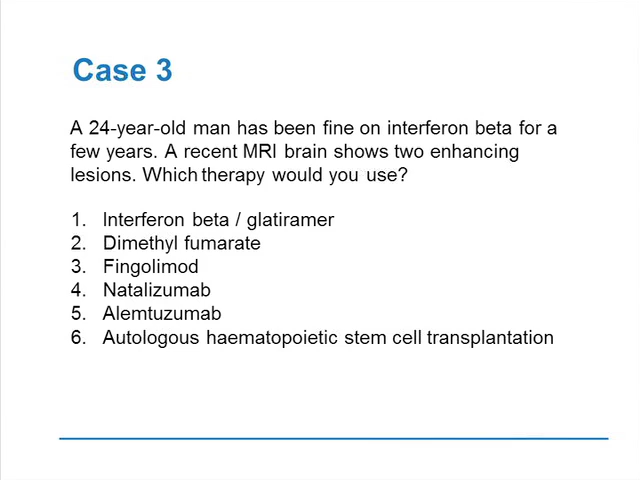 Case 3
A 24-year-old man has been fine on interferon beta for a
few years. A recent MRI brain shows two enhancing
lesions. Which therapy would you use?
1. Interferon beta / glatiramer
2. Dimethyl fumarate
3. Fingolimod
4. Natalizumab
5. Alemtuzumab
6. Autologous haematopoietic stem cell transplantation